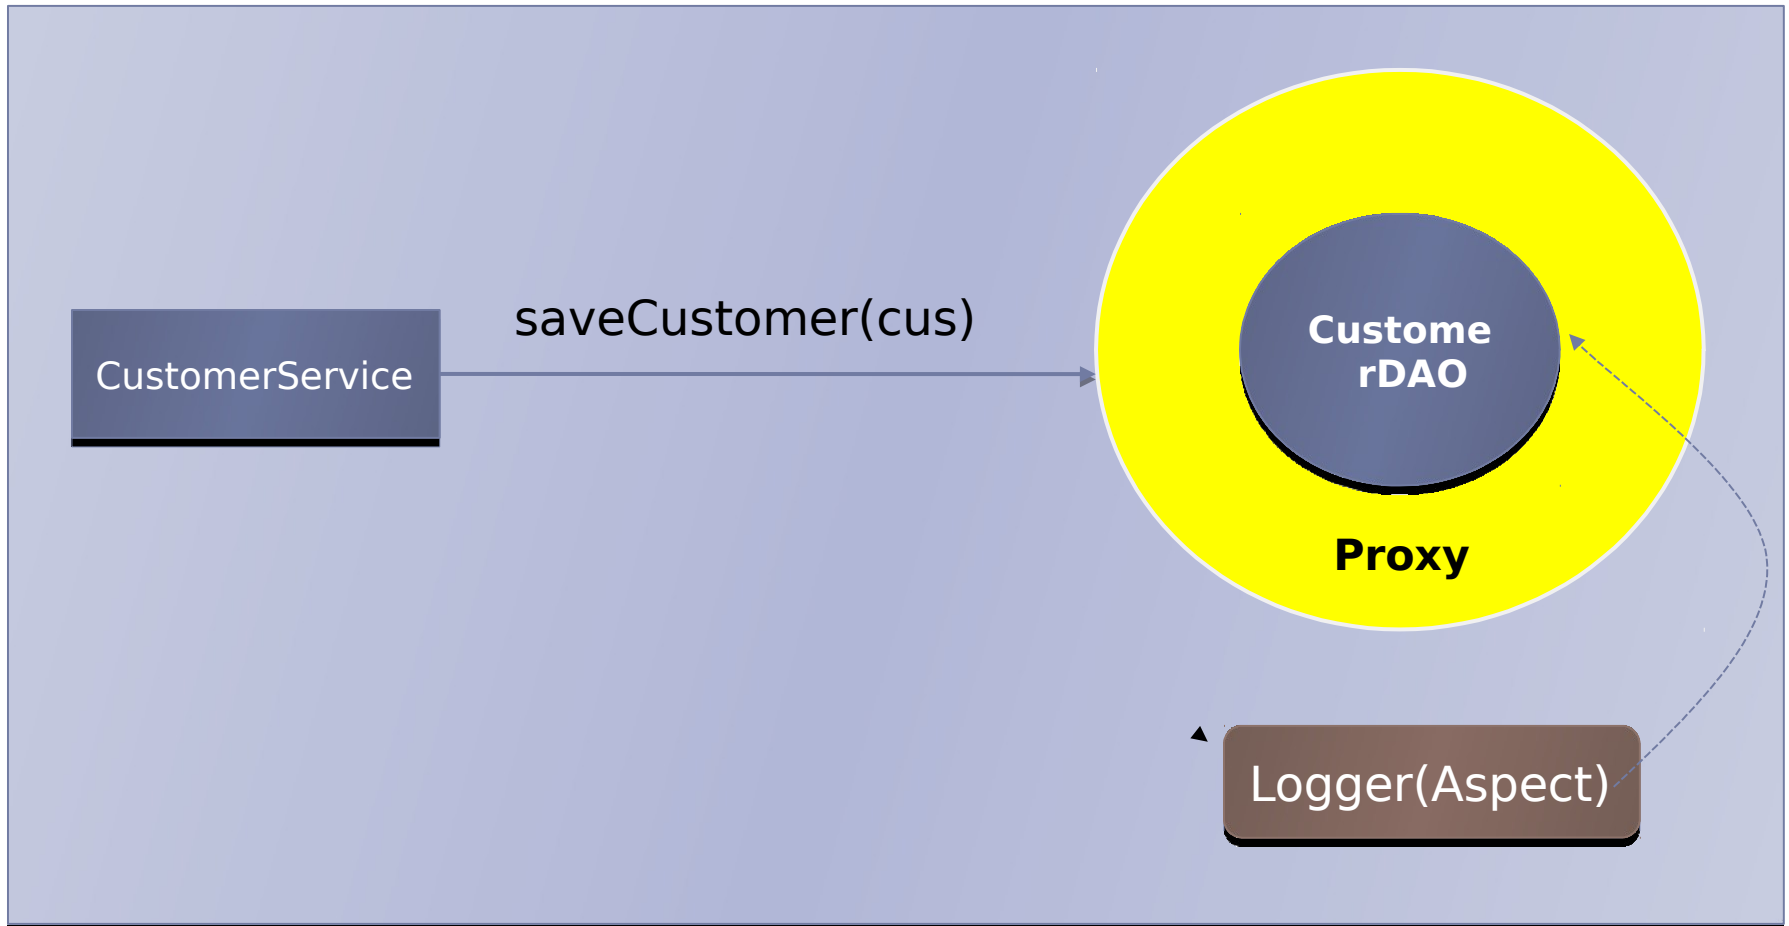 saveCustomer(cus)
CustomerService
Custome
rDAO
Proxy
Logger(Aspect)